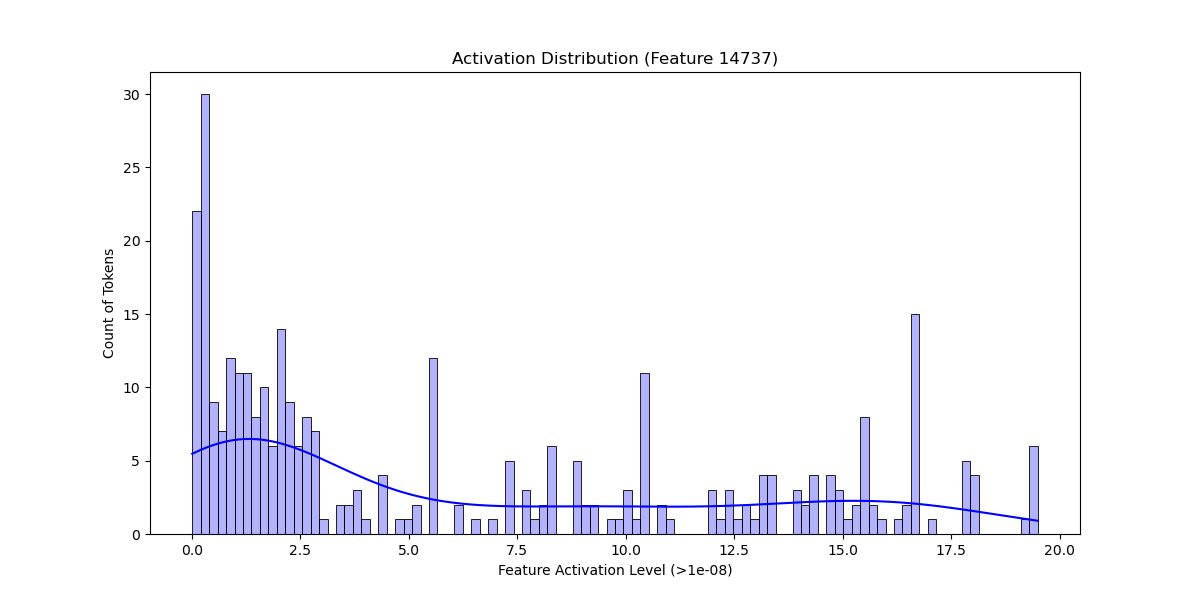 Activation Distribution (Feature 14737)
30
25
20
15
10
5
0
Count of Tokens
0.0 2.5 5.0 7.5 10.0 12.5 15.0 17.5 20.0
Feature Activation Level (>1e-08)